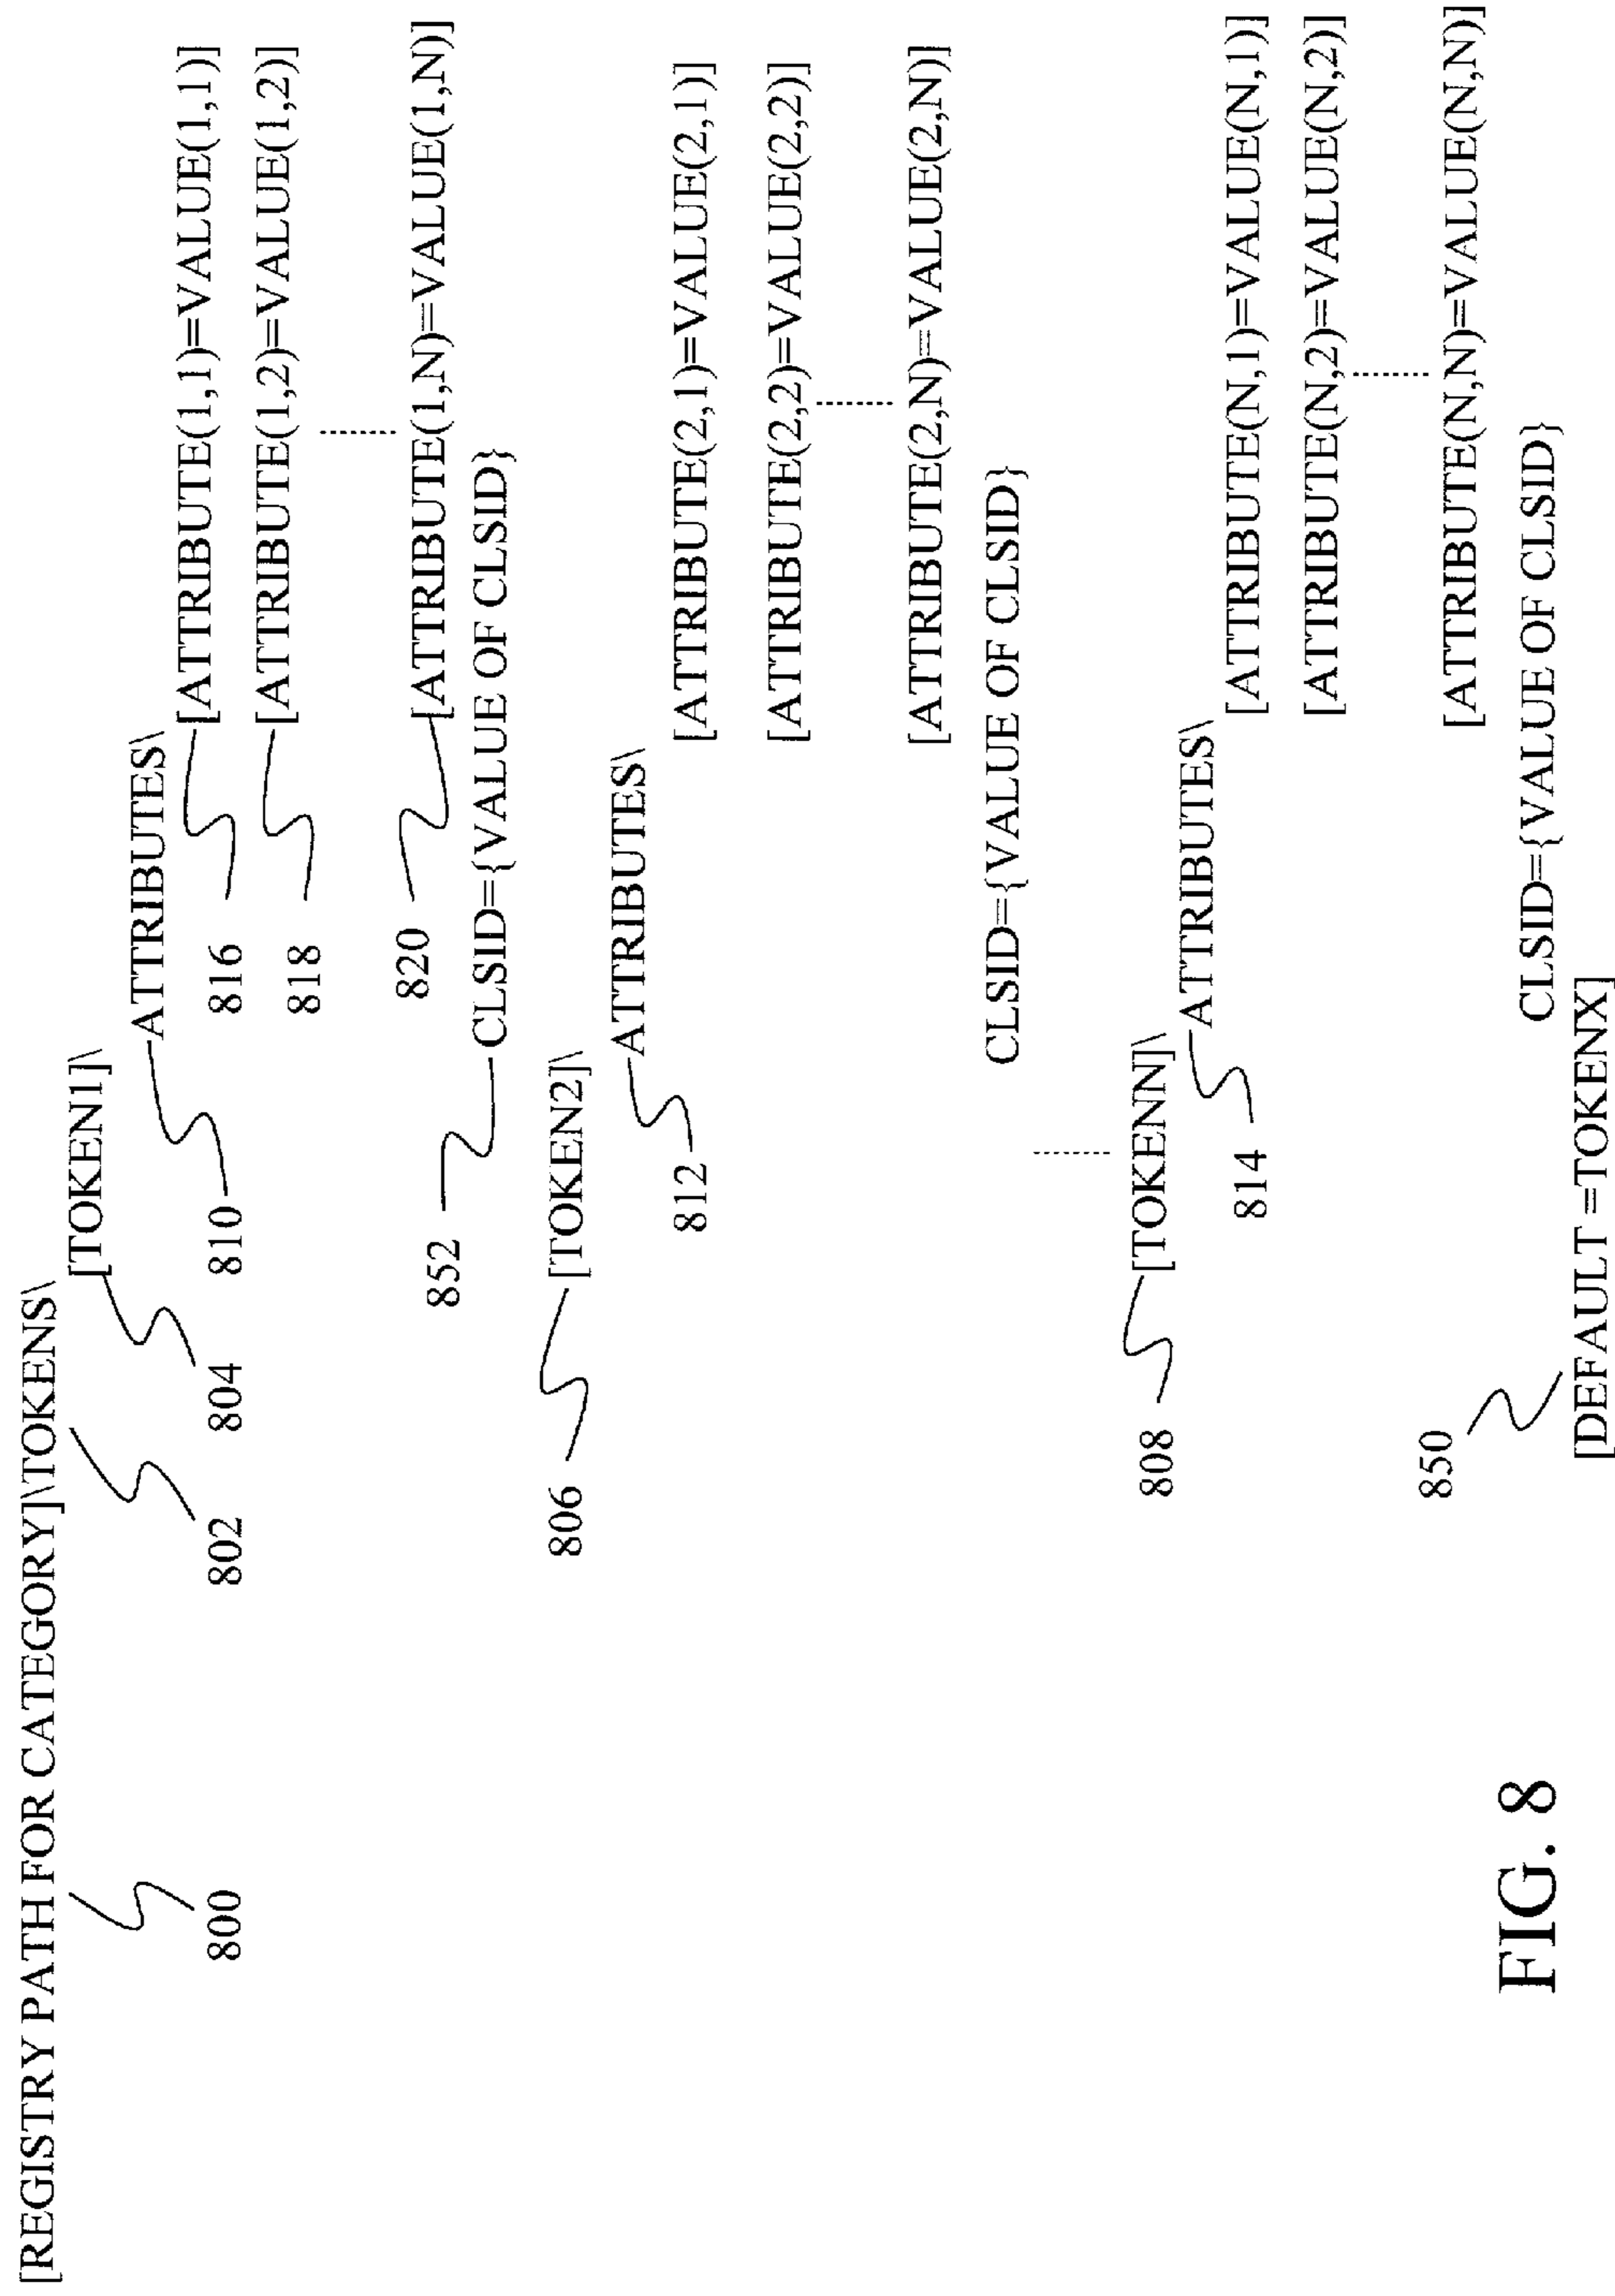 [REGISTRY PATH FOR CATEGORY]\TOKENS\
800
802
[TOKEN1]\
804
ATTRIBUTES\
810
[ATTRIBUTE(1,1)=VALUE(1,1)]
816
[ATTRIBUTE(1,2)=VALUE(1,2)]
818
[ATTRIBUTE(1,N)=VALUE(1,N)]
820
CLSID={VALUE OF CLSID}
852
[TOKEN2]\
806
ATTRIBUTES\
812
[ATTRIBUTE(2,1)=VALUE(2,1)]
[ATTRIBUTE(2,2)=VALUE(2,2)]
[ATTRIBUTE(2,N)=VALUE(2,N)]
CLSID={VALUE OF CLSID}
[TOKENN]\
808
ATTRIBUTES\
814
[ATTRIBUTE(N,1)=VALUE(N,1)]
[ATTRIBUTE(N,2)=VALUE(N,2)]
[ATTRIBUTE(N,N)=VALUE(N,N)]
CLSID={VALUE OF CLSID}
850
[DEFAULT =TOKENX]
FIG. 8